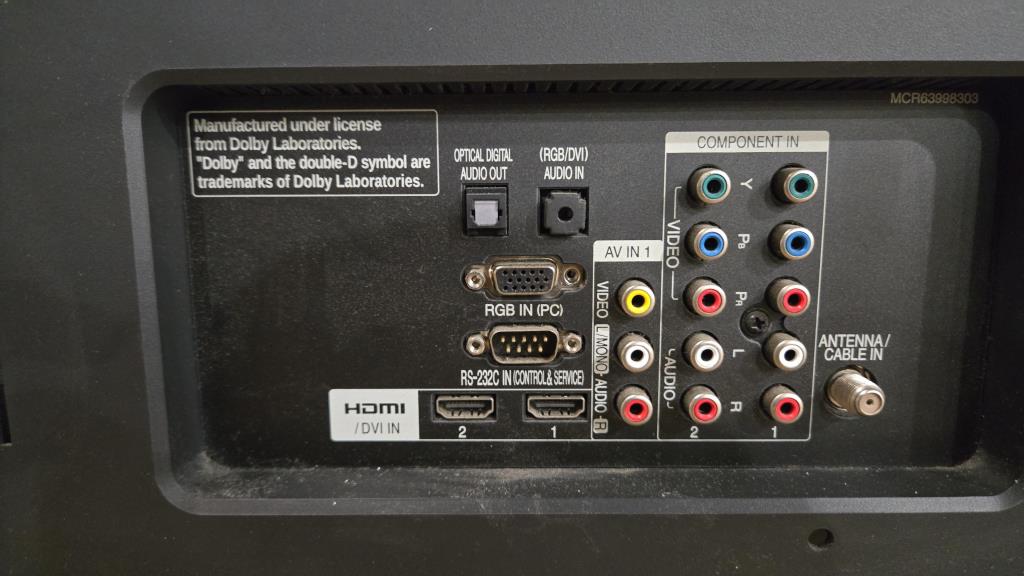 MCR63998303
Manufactured under license
from Dolby Laboratories.
"Dolby" and the double-D symbol are
trademarks of Dolby Laboratories.
OPTICAL DIGITAL
AUDIO OUT
(RGB/DVI)
AUDIO IN
COMPONENT IN
Y
PB
PR
VIDEO
L
AUDIO
R
2
1
AV IN 1
VIDEO
L/MONO
AUDIO
R
RGB IN (PC)
RS-232C IN (CONTROL & SERVICE)
HDMI
/ DVI IN
2
1
ANTENNA /
CABLE IN